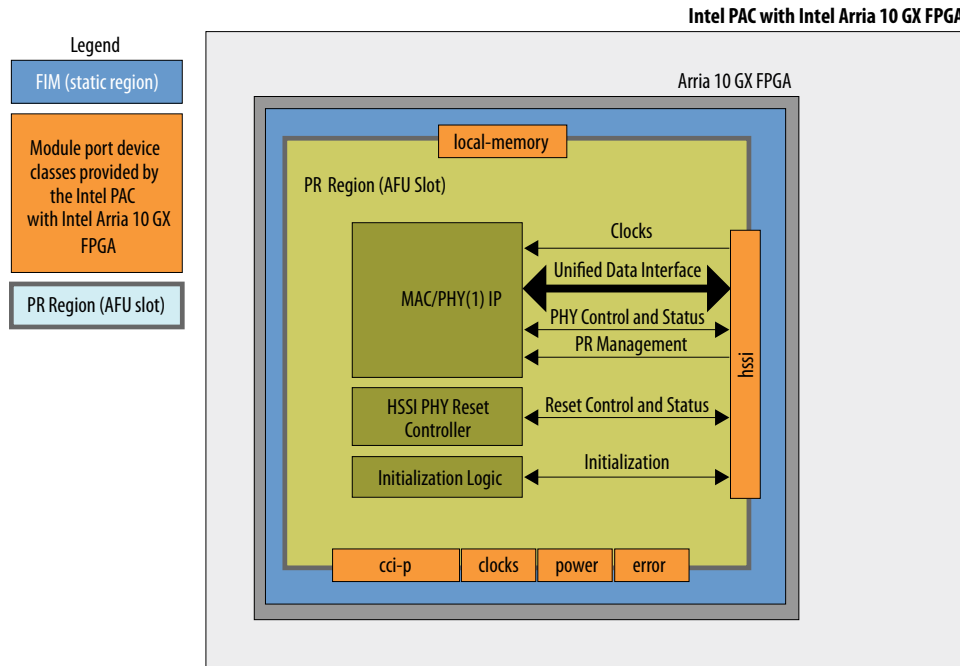 Intel PAC with Intel Arria 10 GX FPGA
Legend
FIM (static region)
Module port device
classes provided by
the Intel PAC
with Intel Arria 10 GX
FPGA
PR Region (AFU slot)
Arria 10 GX FPGA
local-memory
PR Region (AFU Slot)
MAC/PHY(1) IP
Clocks
Unified Data Interface
PHY Control and Status
PR Management
hssi
HSSI PHY Reset
Controller
Reset Control and Status
Initialization Logic
Initialization
cci-p
clocks
power
error